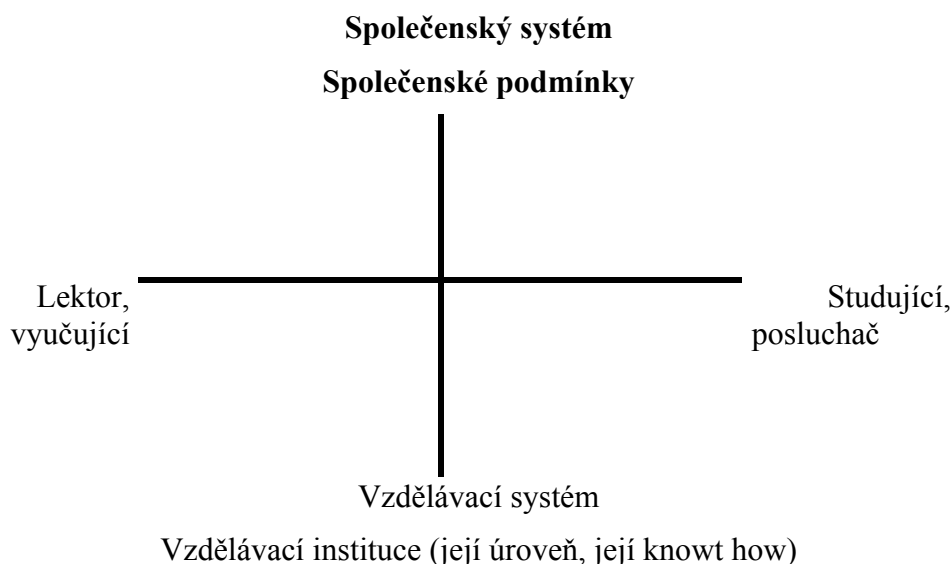 Společenský systém
Společenské podmínky
Lektor,
vyučující
Studující,
posluchač
Vzdělávací systém
Vzdělávací instituce (její úroveň, její knowt how)